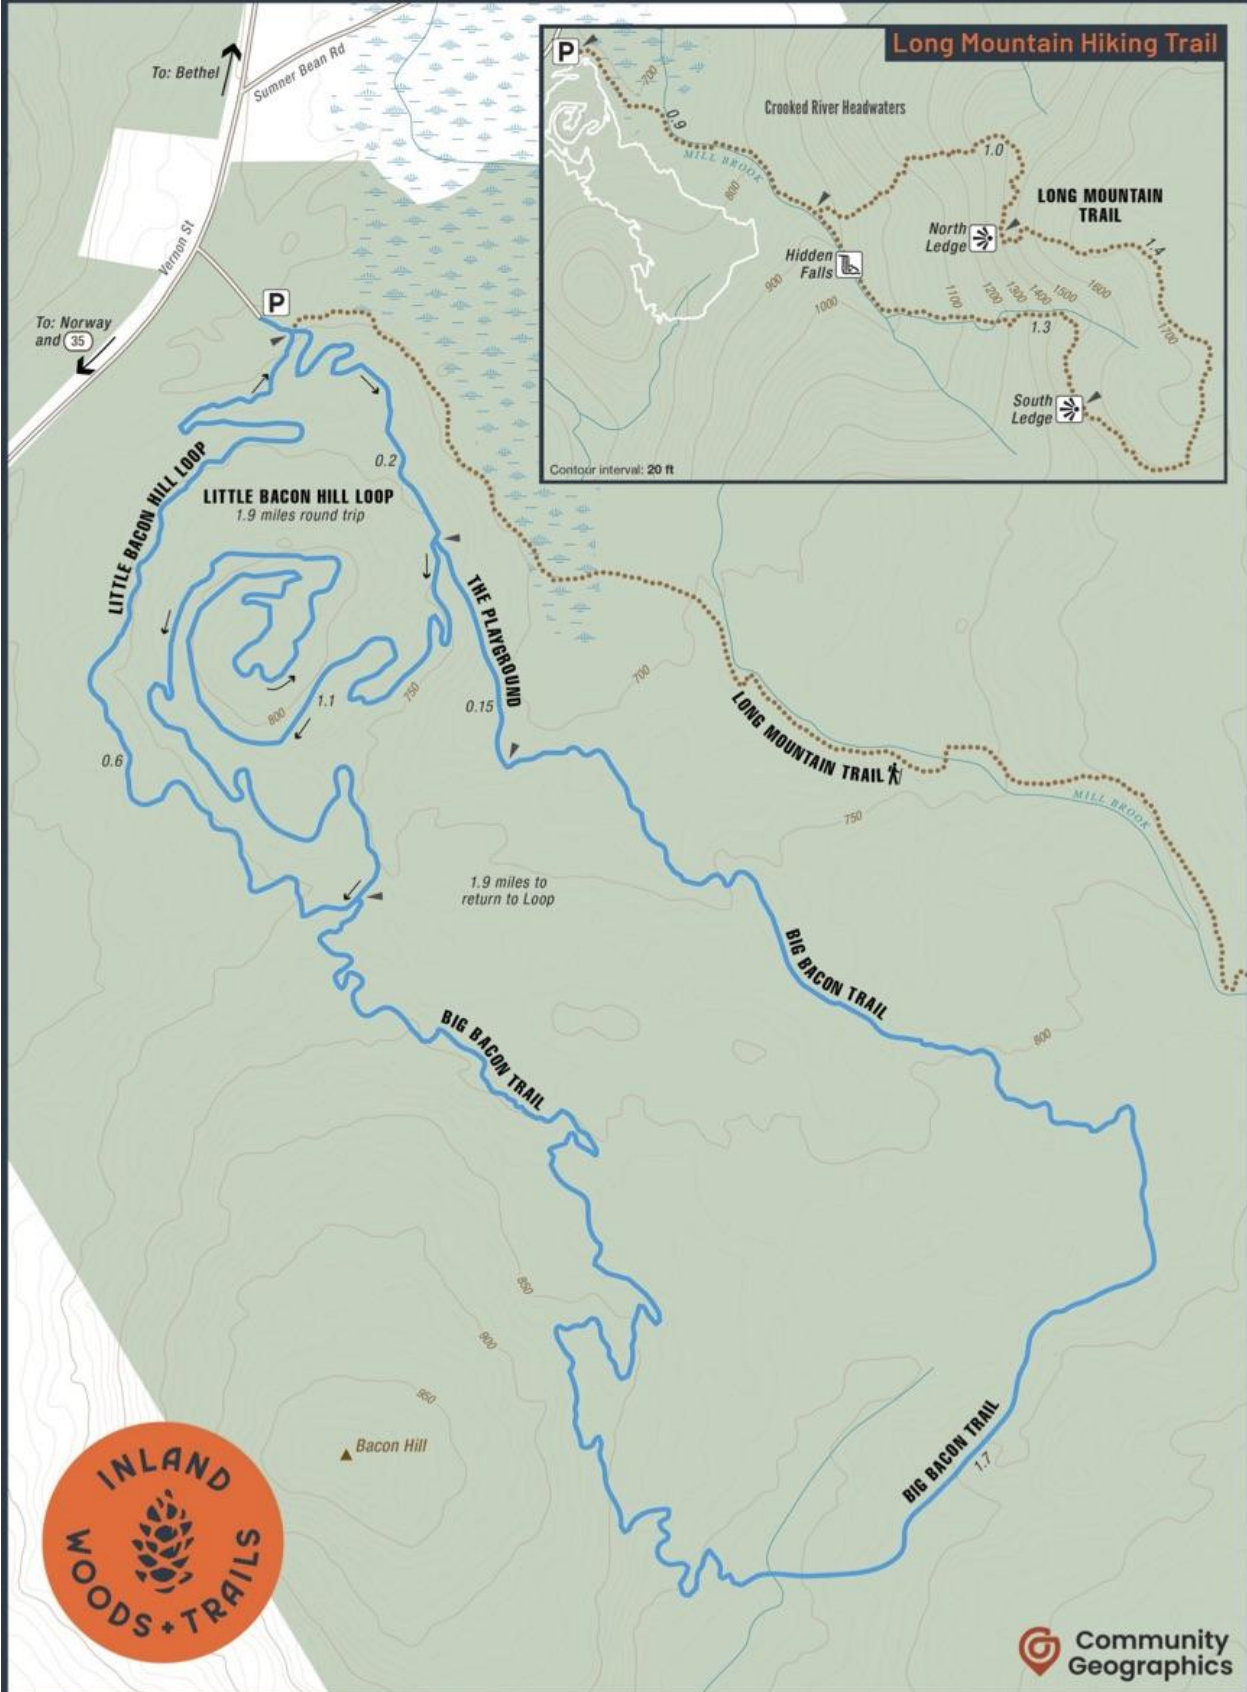 To: Bethel
Sumner Bean Rd
Vernon St
To: Norway
and 35
P
Long Mountain Hiking Trail
P
700
0.9
Crooked River Headwaters
MILL BROOK
800
1.0
LONG MOUNTAIN
TRAIL
North
Ledge
1.4
Hidden
Falls
900
1000
1100
1200
1300
1400
1500
1600
1700
1.3
South
Ledge
Contour interval: 20 ft
0.2
LITTLE BACON HILL LOOP
LITTLE BACON HILL LOOP
1.9 miles round trip
THE PLAYGROUND
0.15
700
750
800
1.1
0.6
LONG MOUNTAIN TRAIL
MILL BROOK
750
1.9 miles to
return to Loop
BIG BACON TRAIL
BIG BACON TRAIL
800
850
900
950
Bacon Hill
BIG BACON TRAIL
1.7
INLAND
WOODS + TRAILS
Community
Geographics